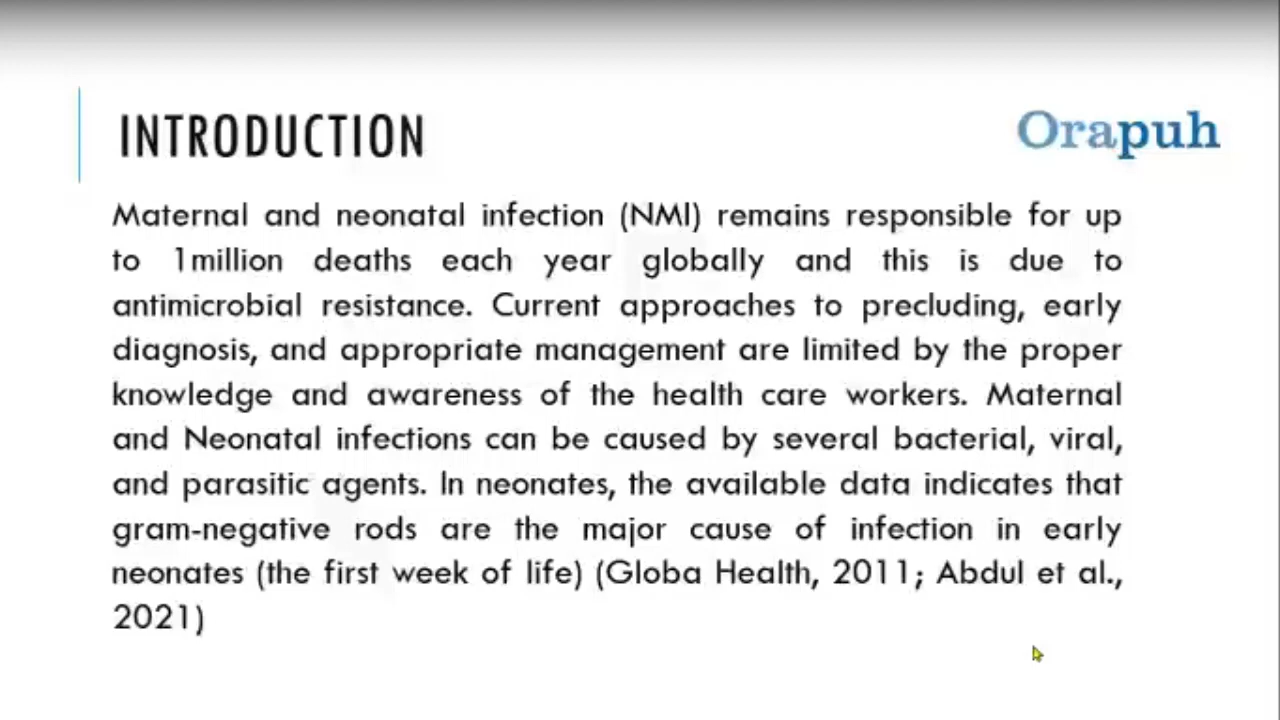 INTRODUCTION
Orapuh
Maternal and neonatal infection (NMI) remains responsible for up
to 1million deaths each year globally and this is due to
antimicrobial resistance. Current approaches to precluding, early
diagnosis, and appropriate management are limited by the proper
knowledge and awareness of the health care workers. Maternal
and Neonatal infections can be caused by several bacterial, viral,
and parasitic agents. In neonates, the available data indicates that
gram-negative rods are the major cause of infection in early
neonates (the first week of life) (Globa Health, 2011; Abdul et al.,
2021)